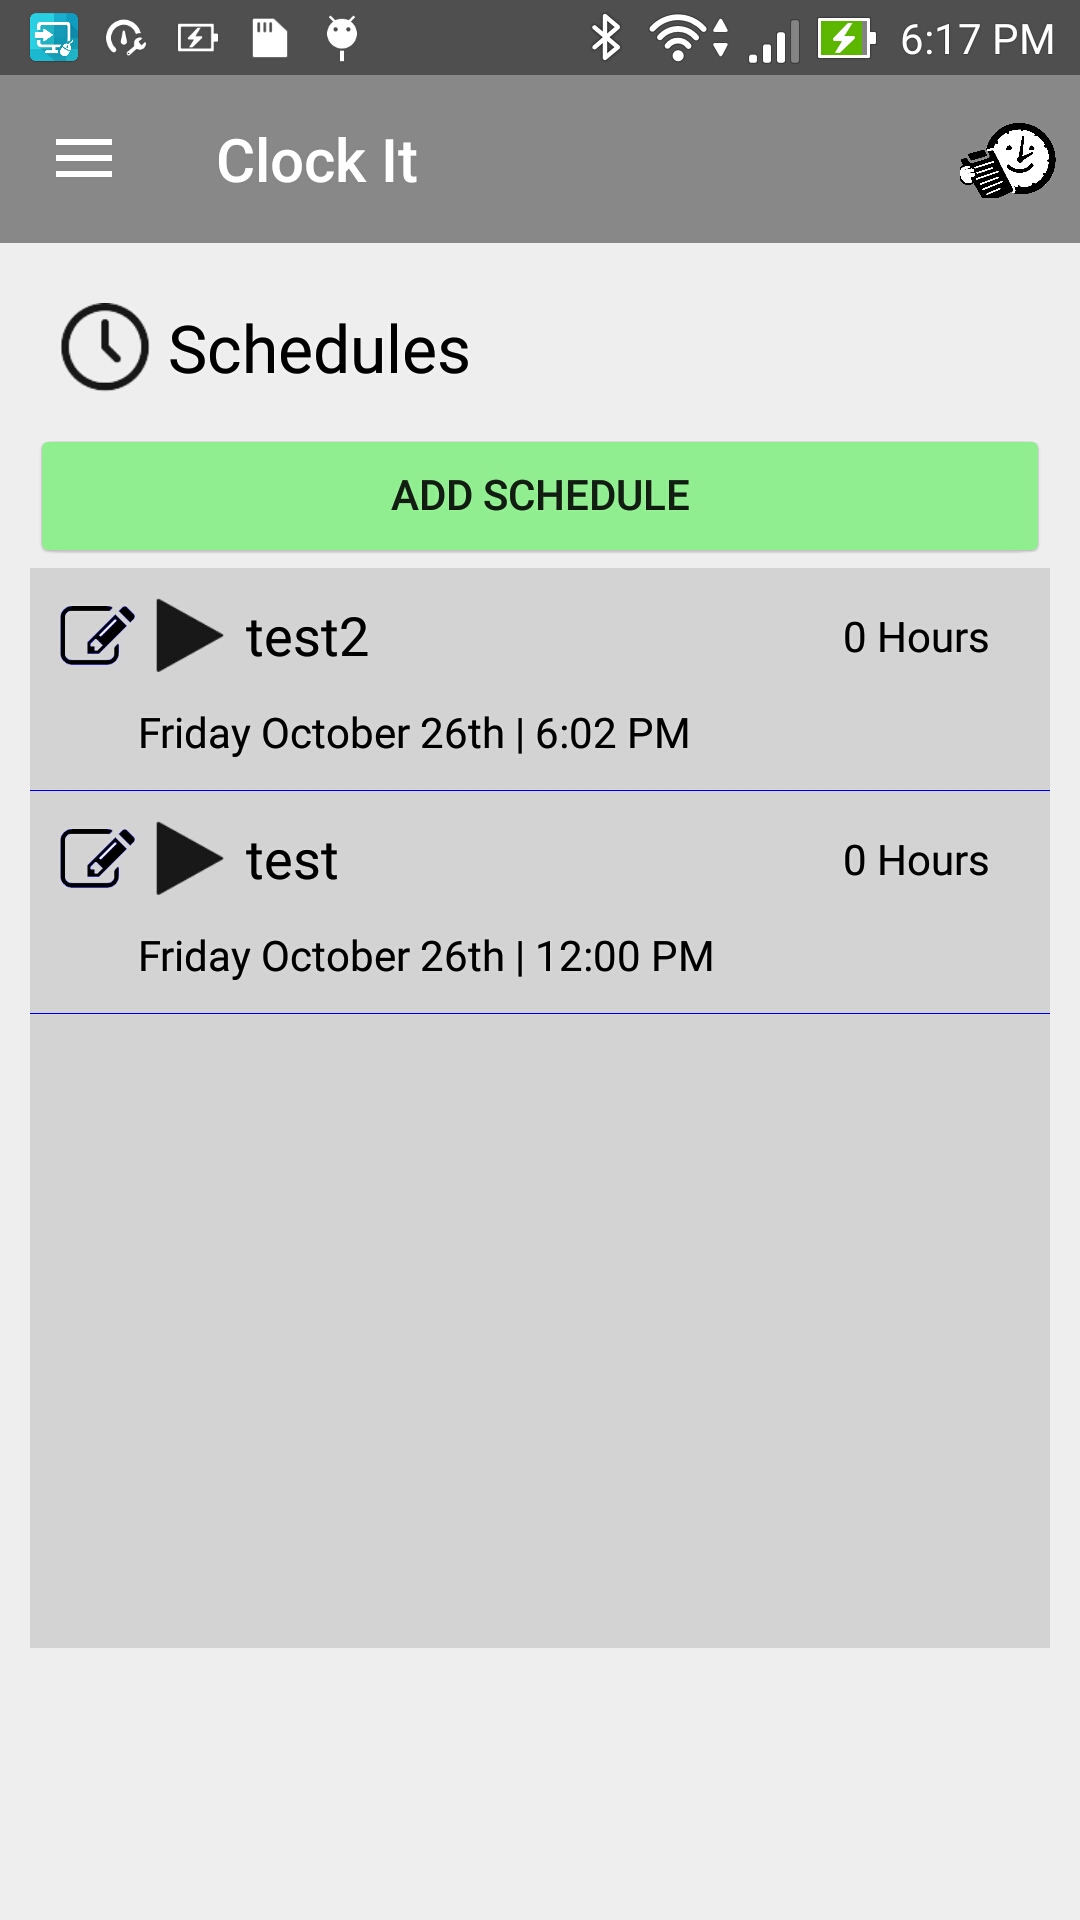 6:17 PM
Clock It
Schedules
ADD SCHEDULE
test2 0 Hours
Friday October 26th | 6:02 PM
test 0 Hours
Friday October 26th | 12:00 PM